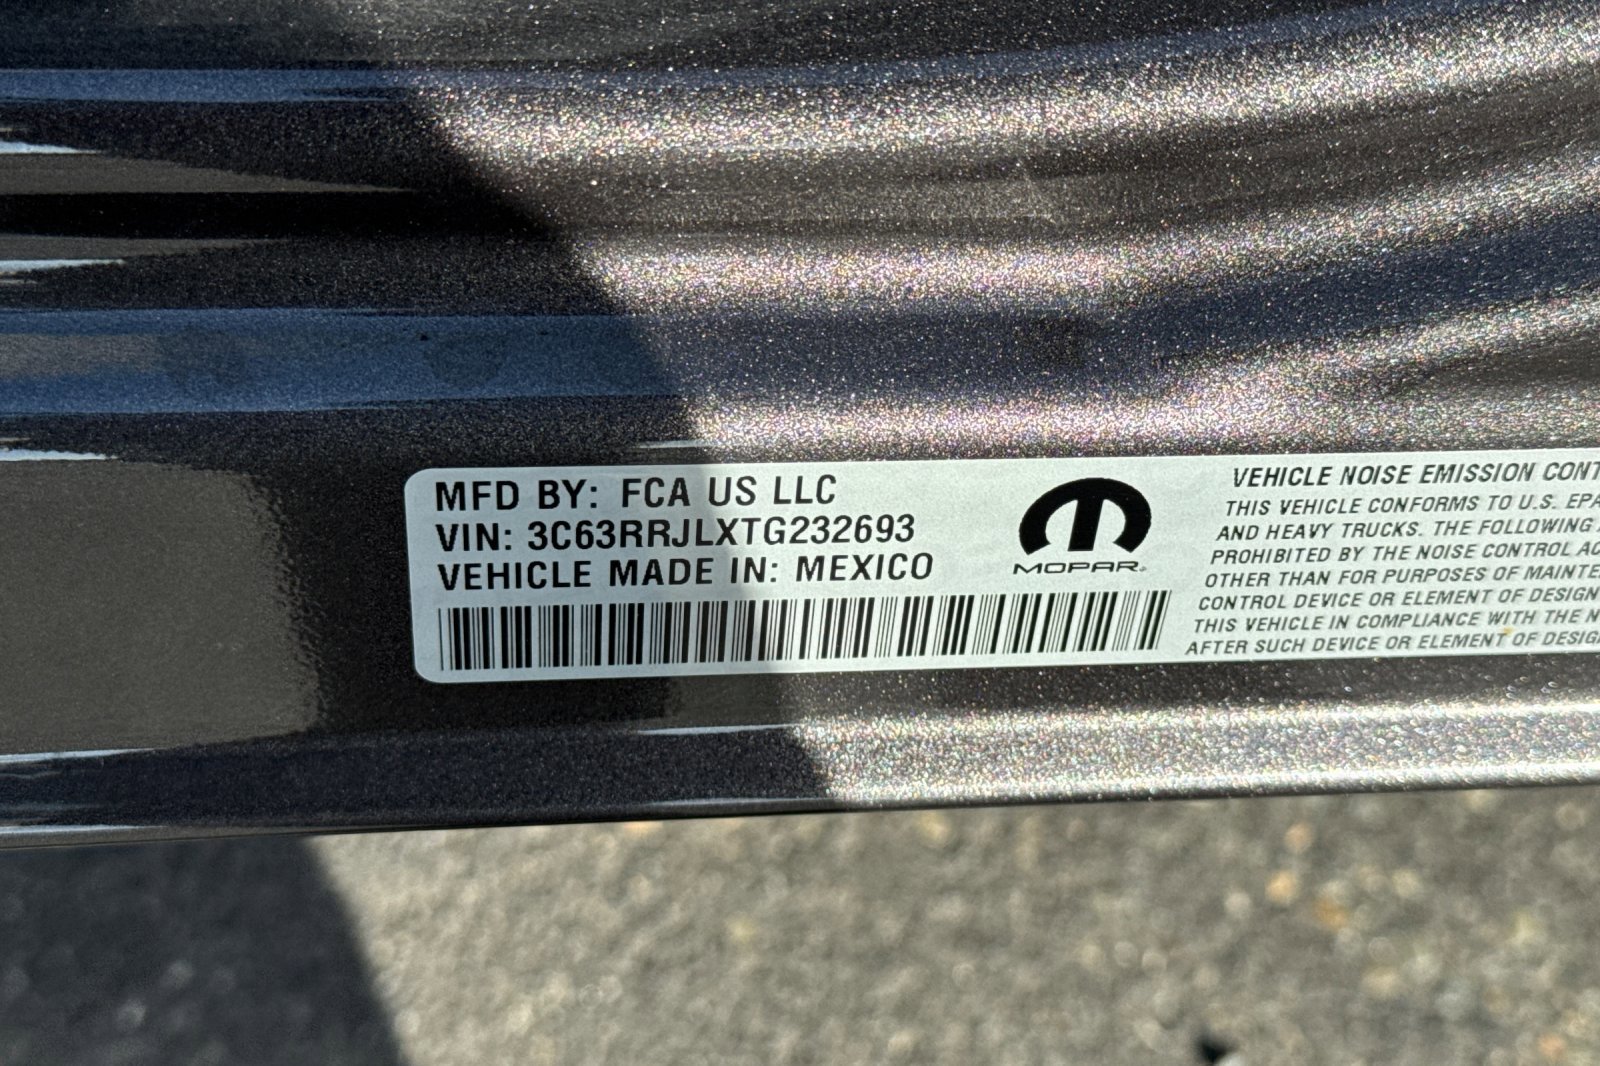 MFD BY: FCA US LLC
VIN: 3C63RRJLXTG232693
VEHICLE MADE IN: MEXICO
MOPAR
VEHICLE NOISE EMISSION CONT
THIS VEHICLE CONFORMS TO U.S. EPA
AND HEAVY TRUCKS. THE FOLLOWING
PROHIBITED BY THE NOISE CONTROL AC
OTHER THAN FOR PURPOSES OF MAINTE
CONTROL DEVICE OR ELEMENT OF DESIGN
THIS VEHICLE IN COMPLIANCE WITH THE N
AFTER SUCH DEVICE OR ELEMENT OF DESIG